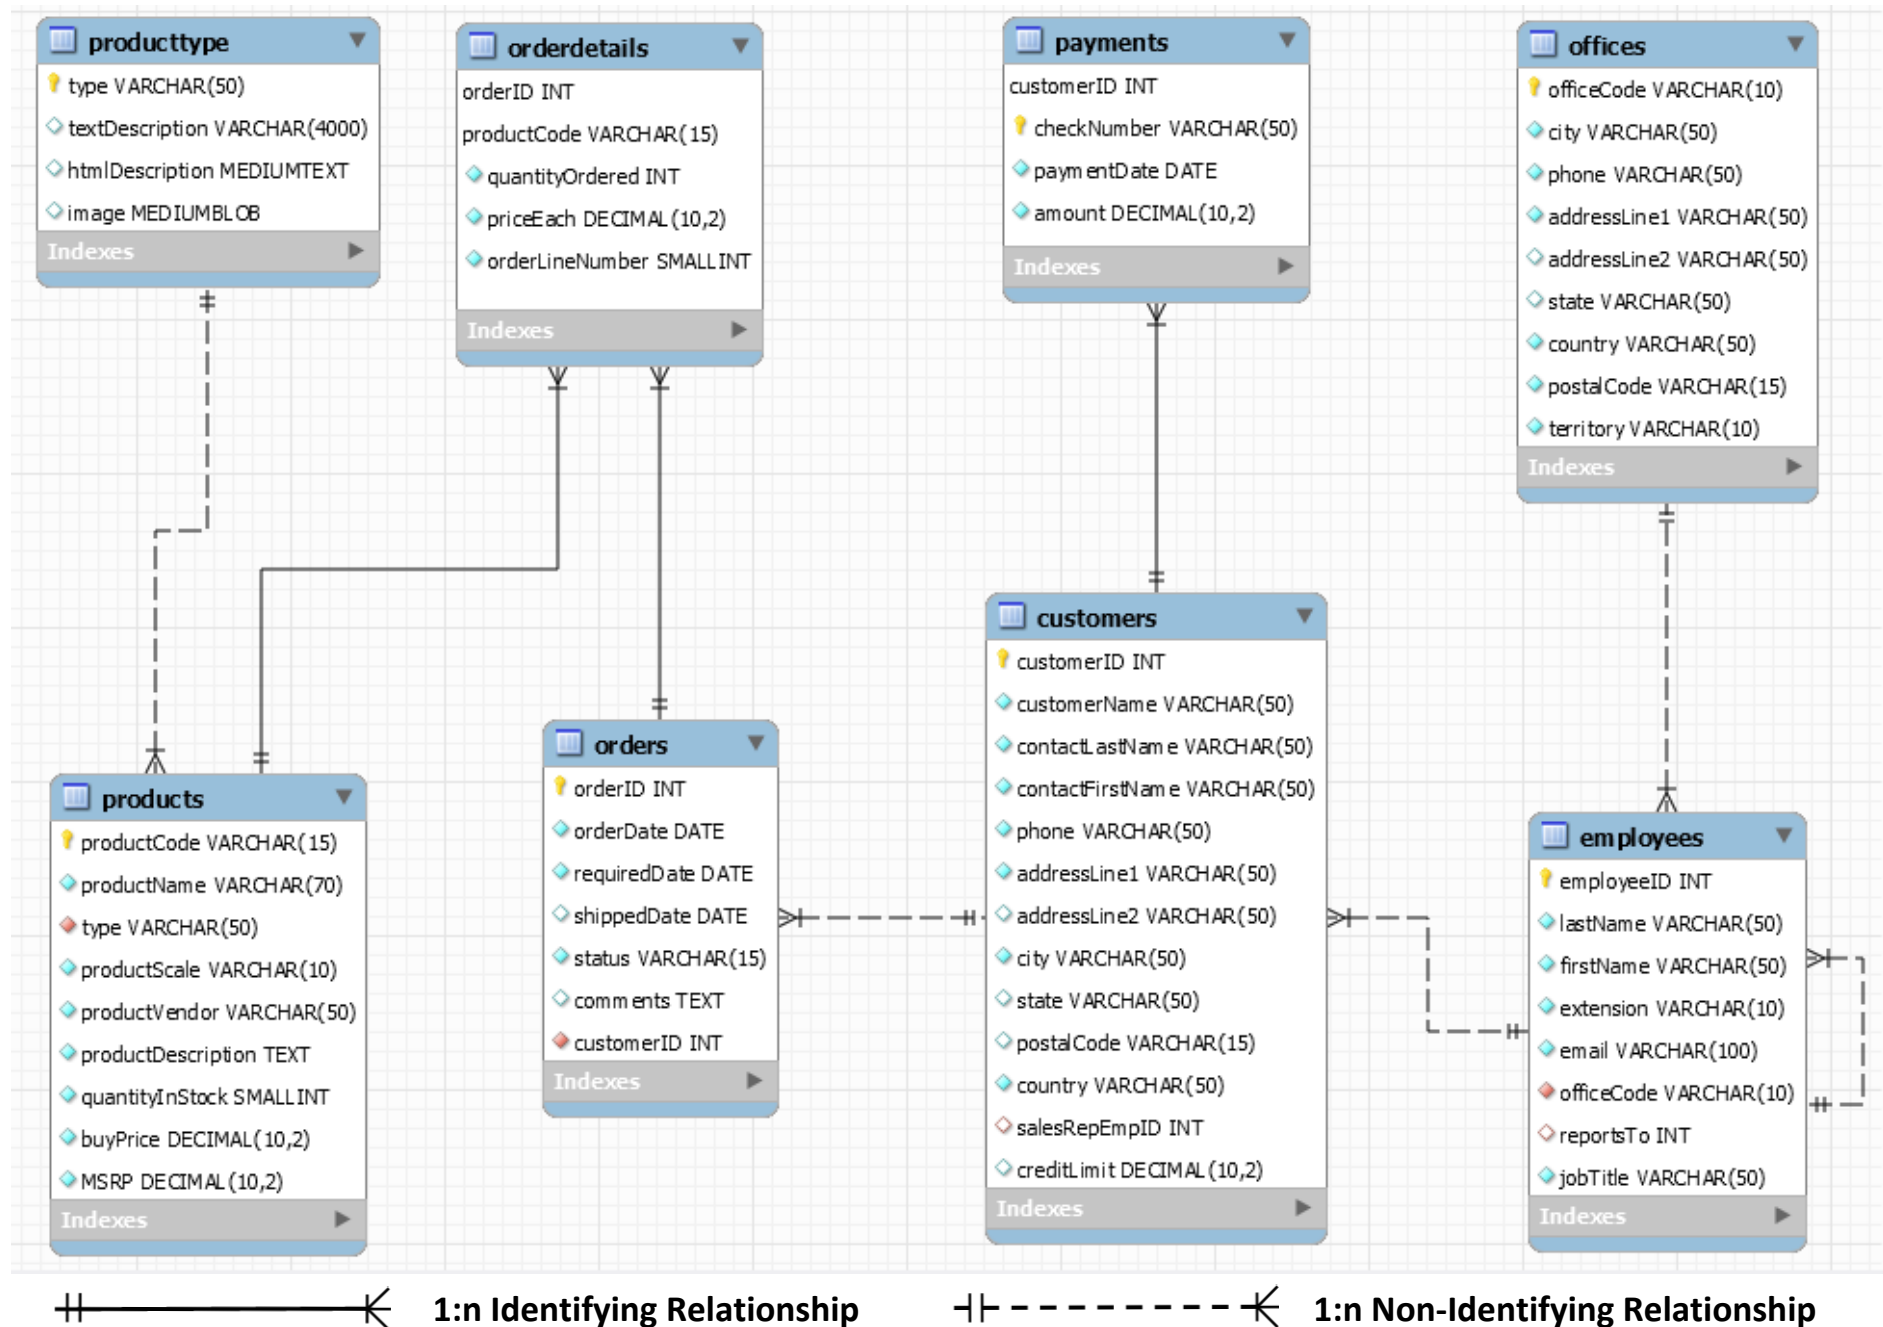 producttype
type VARCHAR(50)
textDescription VARCHAR(4000)
htmlDescription MEDIUMTEXT
image MEDIUMBLOB
Indexes
orderdetails
orderID INT
productCode VARCHAR(15)
quantityOrdered INT
priceEach DECIMAL(10,2)
orderLineNumber SMALLINT
Indexes
payments
customerID INT
checkNumber VARCHAR(50)
paymentDate DATE
amount DECIMAL(10,2)
Indexes
offices
officeCode VARCHAR(10)
city VARCHAR(50)
phone VARCHAR(50)
addressLine1 VARCHAR(50)
addressLine2 VARCHAR(50)
state VARCHAR(50)
country VARCHAR(50)
postalCode VARCHAR(15)
territory VARCHAR(10)
Indexes
products
productCode VARCHAR(15)
productName VARCHAR(70)
type VARCHAR(50)
productScale VARCHAR(10)
productVendor VARCHAR(50)
productDescription TEXT
quantityInStock SMALLINT
buyPrice DECIMAL(10,2)
MSRP DECIMAL(10,2)
Indexes
orders
orderID INT
orderDate DATE
requiredDate DATE
shippedDate DATE
status VARCHAR(15)
comments TEXT
customerID INT
Indexes
customers
customerID INT
customerName VARCHAR(50)
contactLastName VARCHAR(50)
contactFirstName VARCHAR(50)
phone VARCHAR(50)
addressLine1 VARCHAR(50)
addressLine2 VARCHAR(50)
city VARCHAR(50)
state VARCHAR(50)
postalCode VARCHAR(15)
country VARCHAR(50)
salesRepEmpID INT
creditLimit DECIMAL(10,2)
Indexes
employees
employeeID INT
lastName VARCHAR(50)
firstName VARCHAR(50)
extension VARCHAR(10)
email VARCHAR(100)
officeCode VARCHAR(10)
reportsTo INT
jobTitle VARCHAR(50)
Indexes
1:n Identifying Relationship
1:n Non-Identifying Relationship